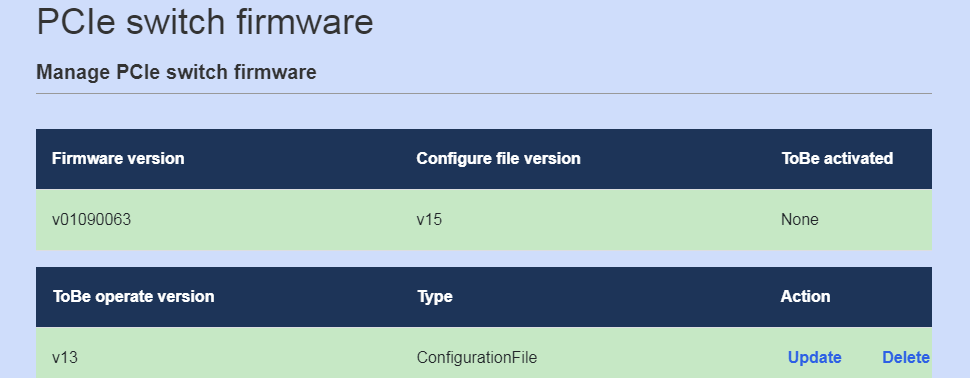 PCIe switch firmware
Manage PCIe switch firmware
Firmware version Configure file version ToBe activated
v01090063 v15 None
ToBe operate version Type Action
v13 ConfigurationFile Update Delete